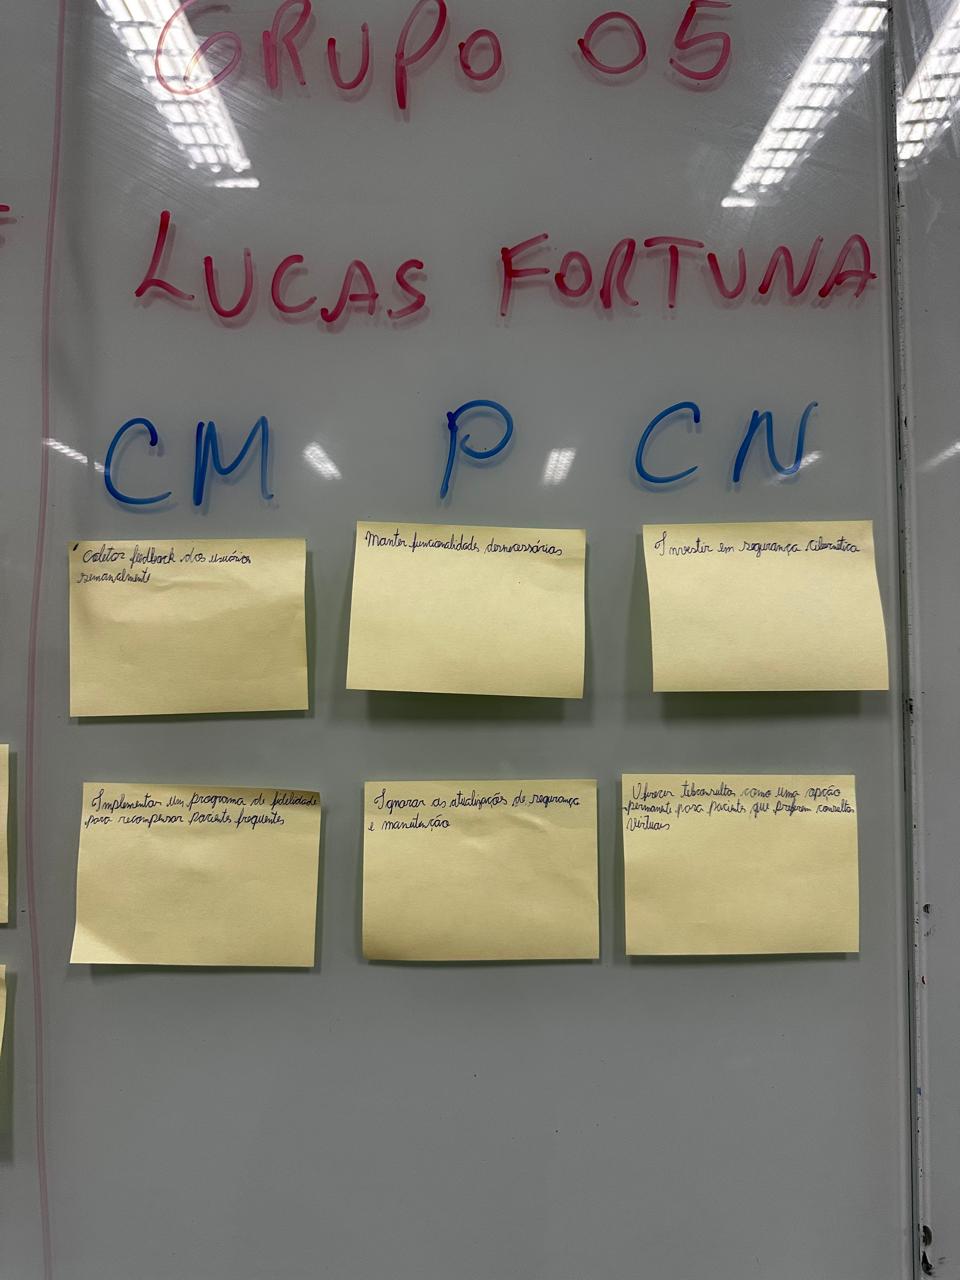 GRUPO 05
LUCAS FORTUNA
CM P CN
Coletar feedback dos usuários
semanalmente
Manter funcionalidades desnecessárias
Investir em segurança cibernética
Implementar um programa de fidelidade
para recompensar pacientes frequentes
Ignorar as atualizações de segurança
e manutenção
Oferecer teleconsultas como uma opção
permanente para pacientes que preferem consultas
virtuais